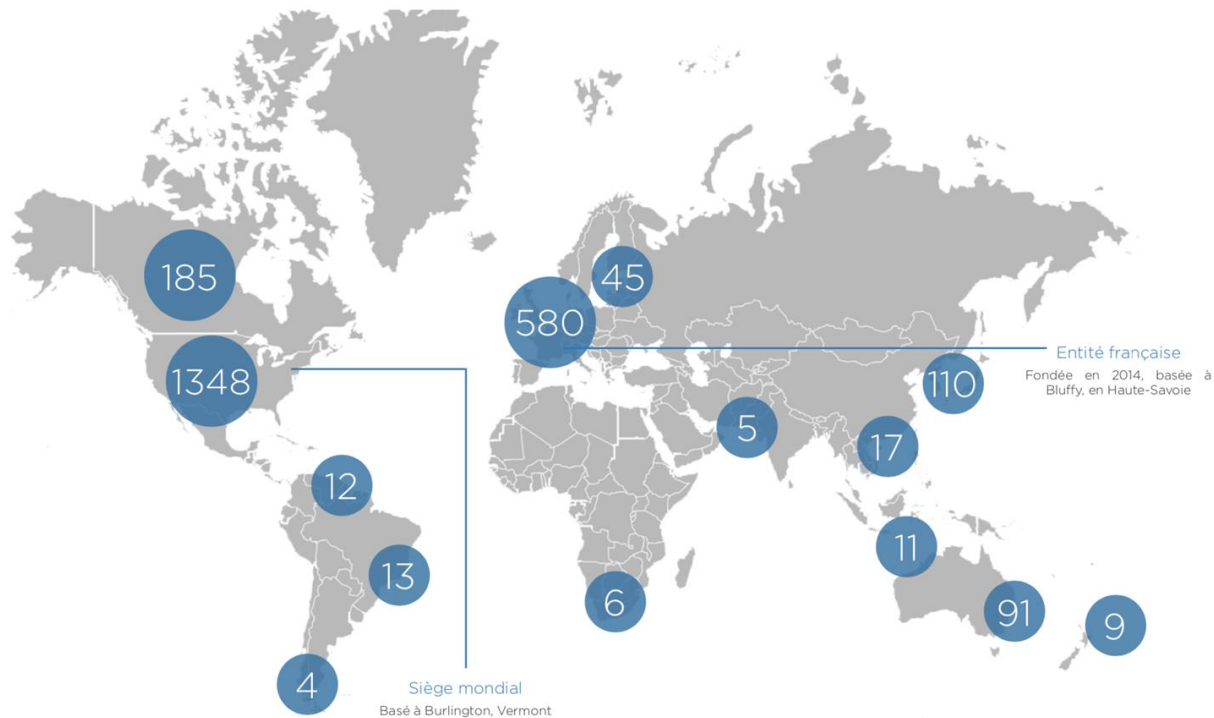 185
45
580
1348
Entité française
Fondée en 2014, basée à
Bluffy, en Haute-Savoie
110
5
17
12
11
13
6
91
9
4
Siège mondial
Basé à Burlington, Vermont